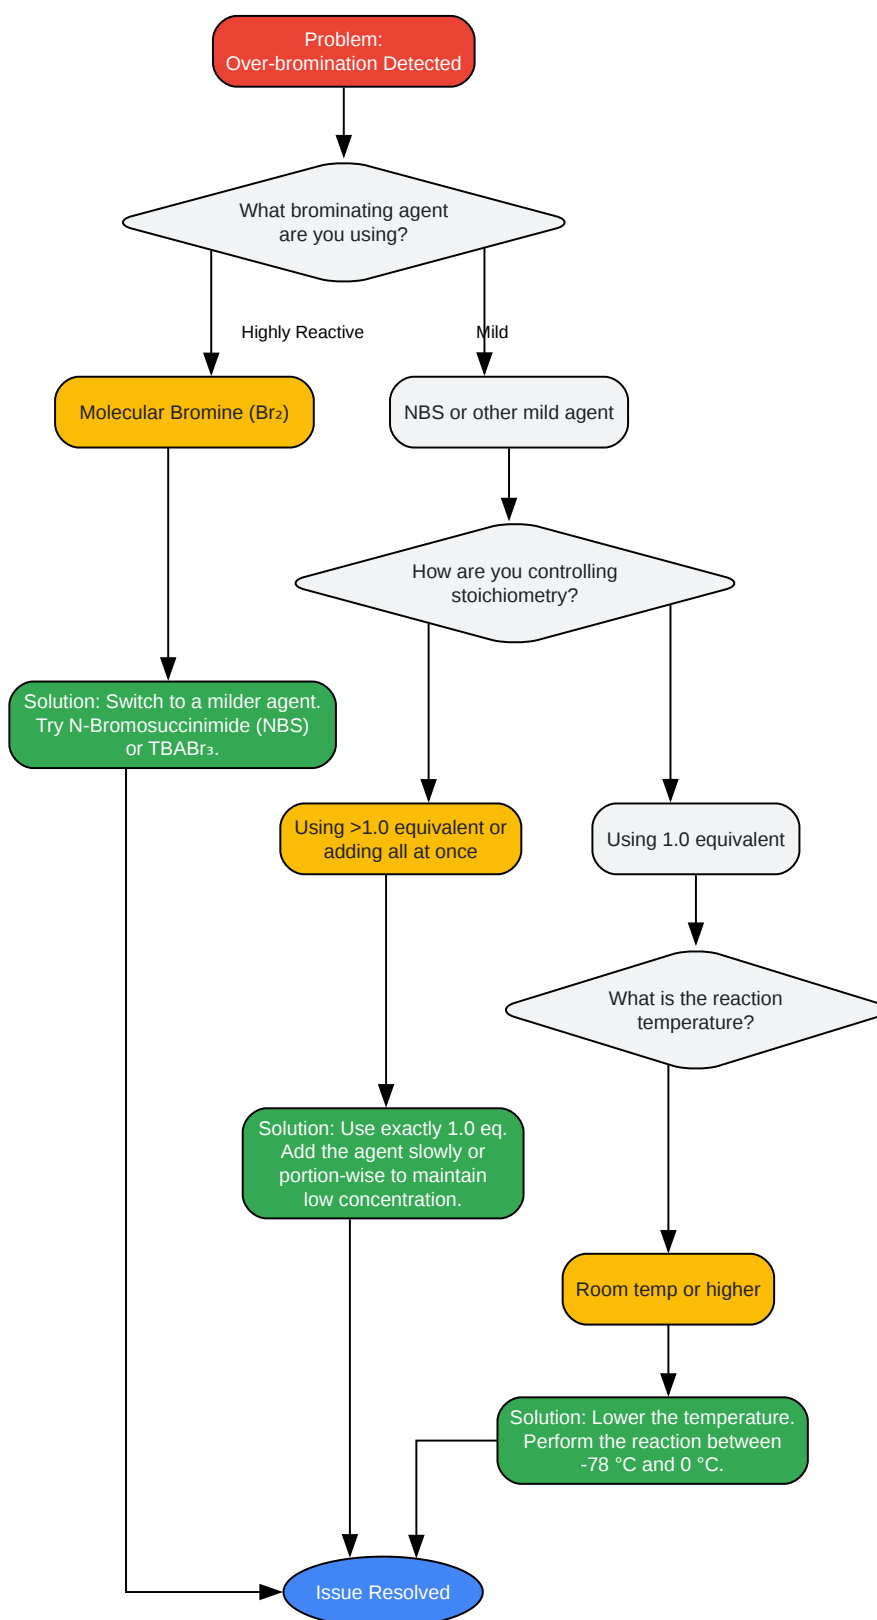 Problem:
Over-bromination Detected
What brominating agent
are you using?
Highly Reactive
Mild
Molecular Bromine (Br₂)
NBS or other mild agent
How are you controlling
stoichiometry?
Solution: Switch to a milder agent.
Try N-Bromosuccinimide (NBS)
or TBABr₃.
Using >1.0 equivalent or
adding all at once
Using 1.0 equivalent
What is the reaction
temperature?
Solution: Use exactly 1.0 eq.
Add the agent slowly or
portion-wise to maintain
low concentration.
Room temp or higher
Solution: Lower the temperature.
Perform the reaction between
-78 °C and 0 °C.
Issue Resolved